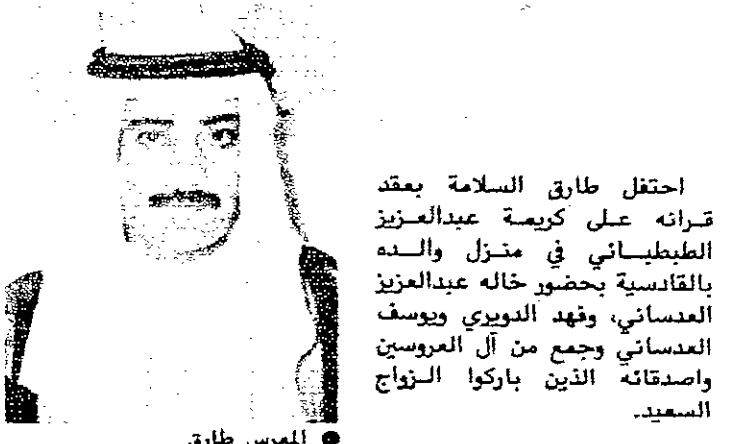 احتفل طارق السلامة بعقد
قرانه على كريمة عبدالعزيز
الطبطبائي في منزل والده
بالقادسية بحضور خاله عبدالعزيز
العدساني، وفهد الدويري ويوسف
العدساني وجمع من آل العروسين
واصدقائه الذين باركوا الزواج
السعيد.
● المعرس طارق